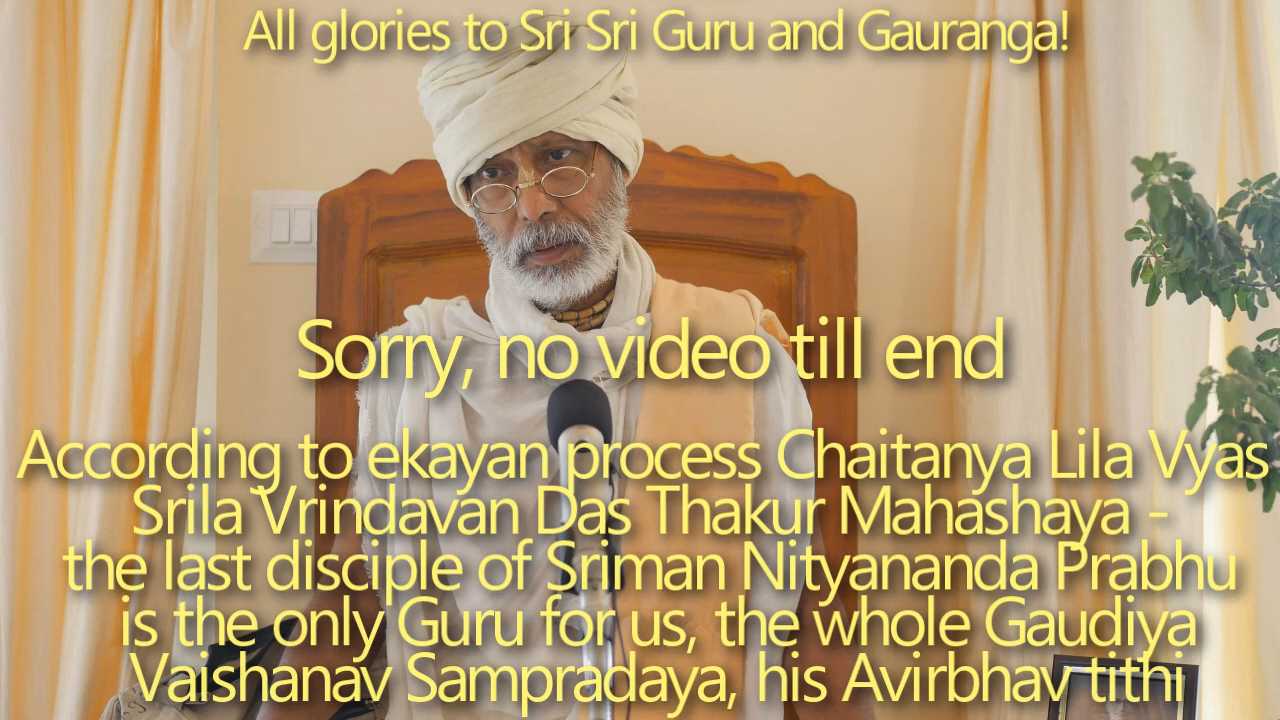 All glories to Sri Sri Guru and Gauranga!
Sorry, no video till end
According to ekayan process Chaitanya Lila Vyas
Srila Vrindavan Das Thakur Mahashaya -
the last disciple of Sriman Nityananda Prabhu
is the only Guru for us, the whole Gaudiya
Vaishanav Sampradaya, his Avirbhav tithi